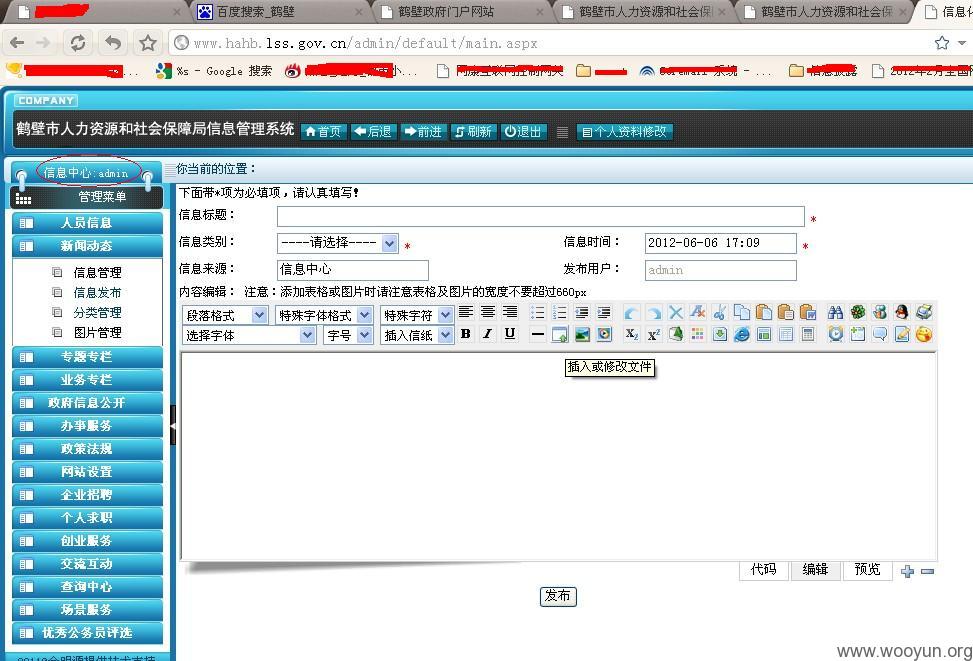 百度搜索_鹤壁
鹤壁政府门户网站
鹤壁市人力资源和社会保
鹤壁市人力资源和社会保
信息化
www.hahb.lss.gov.cn/admin/default/main.aspx
%s - Google 搜索
2012年2月全国
COMPANY
鹤壁市人力资源和社会保障局信息管理系统
首页 后退 前进 刷新 退出 个人资料修改
信息中心:admin
你当前的位置：
管理菜单
下面带*项为必填项，请认真填写！
人员信息
信息标题： *
新闻动态
信息类别： ----请选择---- * 信息时间： 2012-06-06 17:09 *
信息管理
信息来源： 信息中心 发布用户： admin
信息发布
内容编辑： 注意：添加表格或图片时请注意表格及图片的宽度不要超过660px
分类管理
段落格式 特殊字体格式 特殊字符
图片管理
选择字体 字号 插入信纸 B I U
专题专栏
插入或修改文件
业务专栏
政府信息公开
办事服务
政策法规
网站设置
企业招聘
个人求职
创业服务
交流互动
代码 编辑 预览
查询中心
发布
场景服务
优秀公务员评选
www.wooyun.org